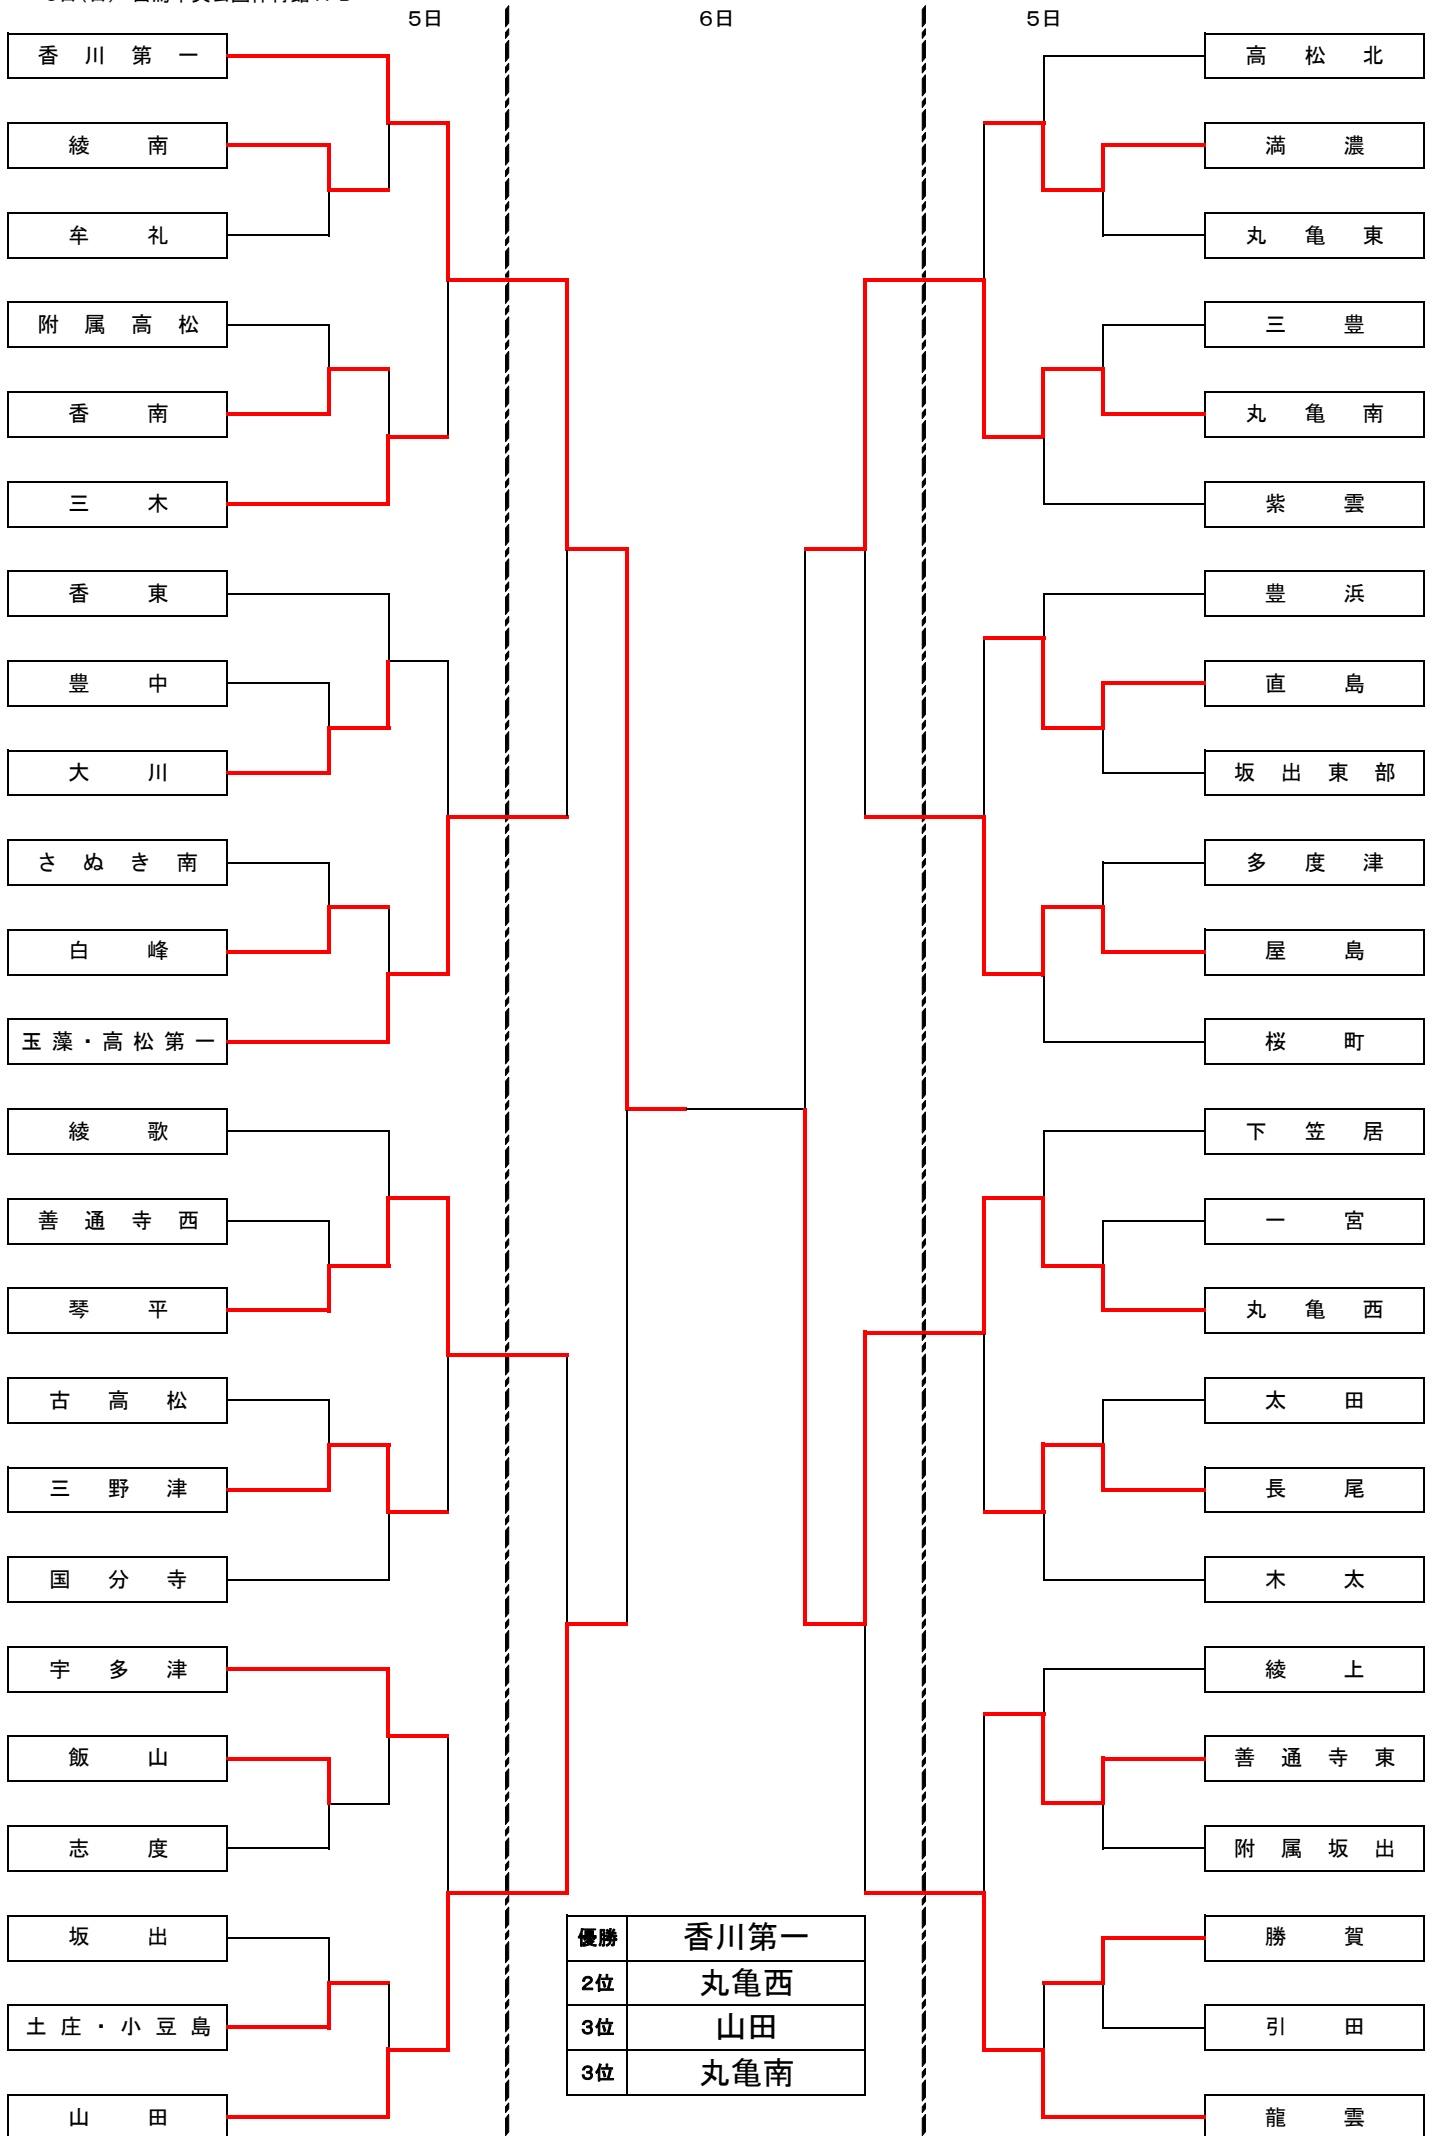 5日 6日 5日
香川第一
綾南
牟礼
附属高松
香南
三木
香東
豊中
大川
さぬき南
白峰
玉藻・高松第一
綾歌
善通寺西
琴平
古高松
三野津
国分寺
宇多津
飯山
志度
坂出
土庄・小豆島
山田
高松北
満濃
丸亀東
三豊
丸亀南
紫雲
豊浜
直島
坂出東部
多度津
屋島
桜町
下笠居
一宮
丸亀西
太田
長尾
木太
綾上
善通寺東
附属坂出
勝賀
引田
龍雲
優勝 香川第一
2位 丸亀西
3位 山田
3位 丸亀南